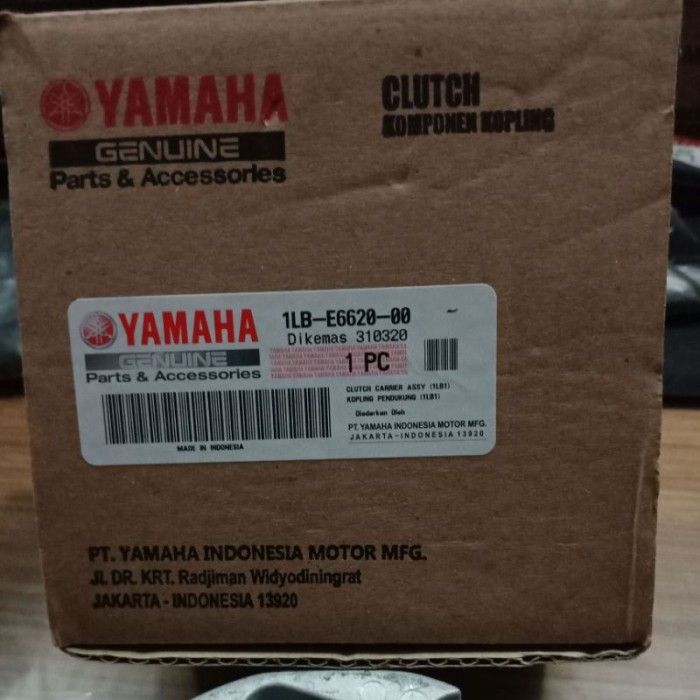 YAMAHA
GENUINE
Parts & Accessories
CLUTCH
KOMPONEN KOPLING
YAMAHA
GENUINE
Parts & Accessories
1LB-E6620-00
Dikemas 310320
1 PC
CLUTCH CARRIER ASSY (1LB1)
KOPLING PENDUKUNG (1LB1)
Diedarkan Oleh
PT. YAMAHA INDONESIA MOTOR MFG.
JAKARTA - INDONESIA 13920
MADE IN INDONESIA
PT. YAMAHA INDONESIA MOTOR MFG.
Jl. DR. KRT. Radjiman Widyodiningrat
JAKARTA - INDONESIA 13920